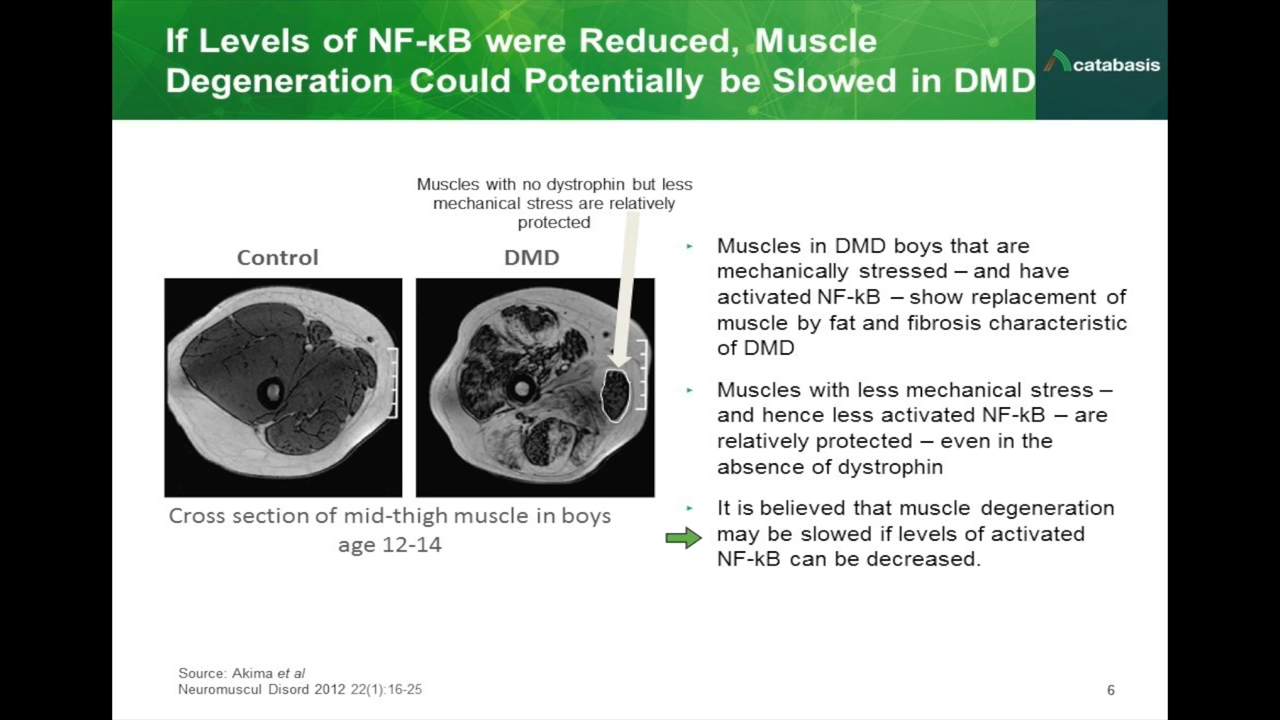 If Levels of NF-κB were Reduced, Muscle
Degeneration Could Potentially be Slowed in DMD
catabasis
Muscles with no dystrophin but less
mechanical stress are relatively
protected
Control
DMD
Cross section of mid-thigh muscle in boys
age 12-14
Muscles in DMD boys that are
mechanically stressed – and have
activated NF-kB – show replacement of
muscle by fat and fibrosis characteristic
of DMD
Muscles with less mechanical stress –
and hence less activated NF-kB – are
relatively protected – even in the
absence of dystrophin
It is believed that muscle degeneration
may be slowed if levels of activated
NF-kB can be decreased.
Source: Akima et al
Neuromuscul Disord 2012 22(1):16-25
6